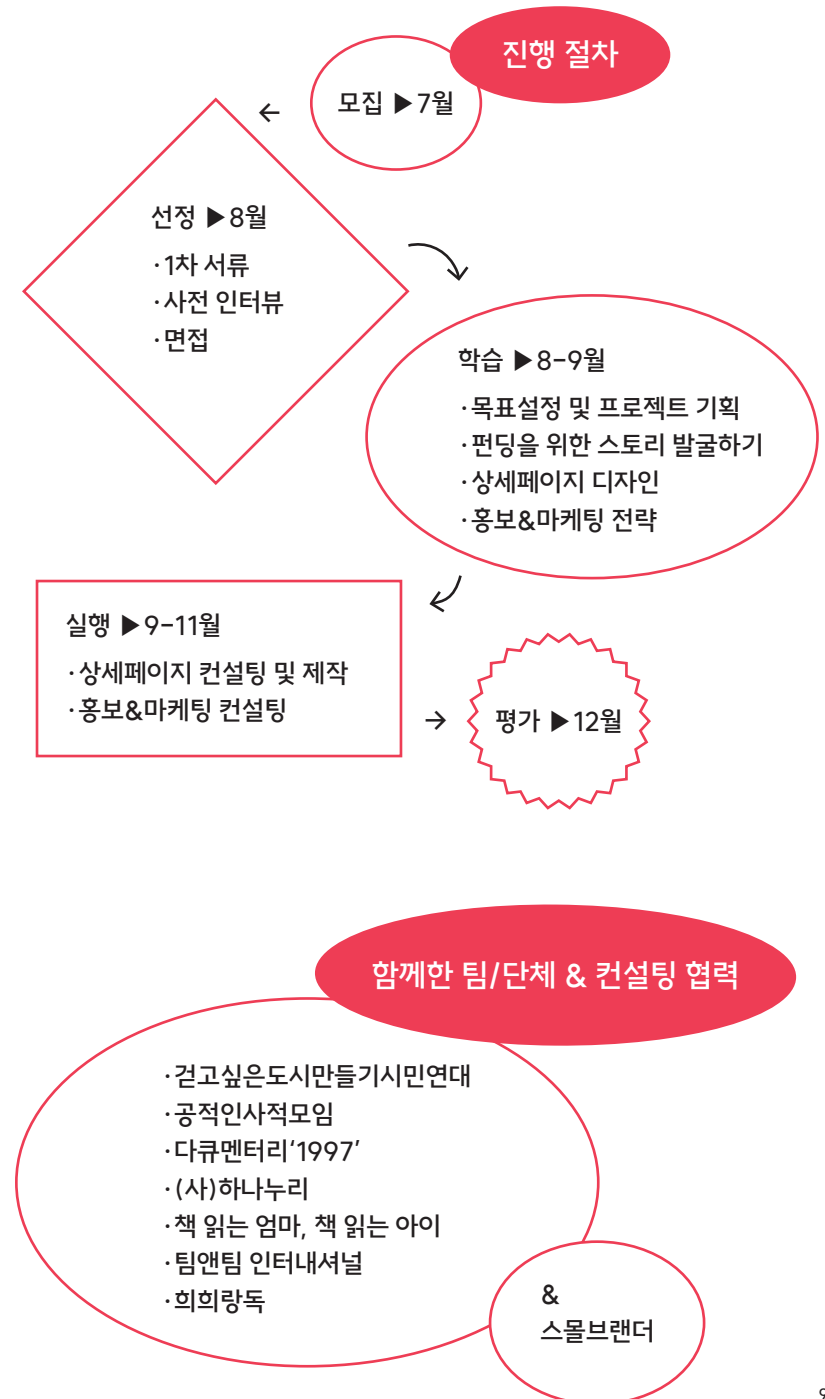 진행 절차
모집 ▶7월
←
선정 ▶8월
·1차 서류
·사전 인터뷰
·면접
학습 ▶8-9월
·목표설정 및 프로젝트 기획
·펀딩을 위한 스토리 발굴하기
·상세페이지 디자인
·홍보&마케팅 전략
실행 ▶9-11월
·상세페이지 컨설팅 및 제작
·홍보&마케팅 컨설팅
→
평가 ▶12월
함께한 팀/단체 & 컨설팅 협력
·걷고싶은도시만들기시민연대
·공적인사적모임
·다큐멘터리‘1997’
·(사)하나누리
·책 읽는 엄마, 책 읽는 아이
·팀앤팀 인터내셔널
·희희랑독
&
스몰브랜더